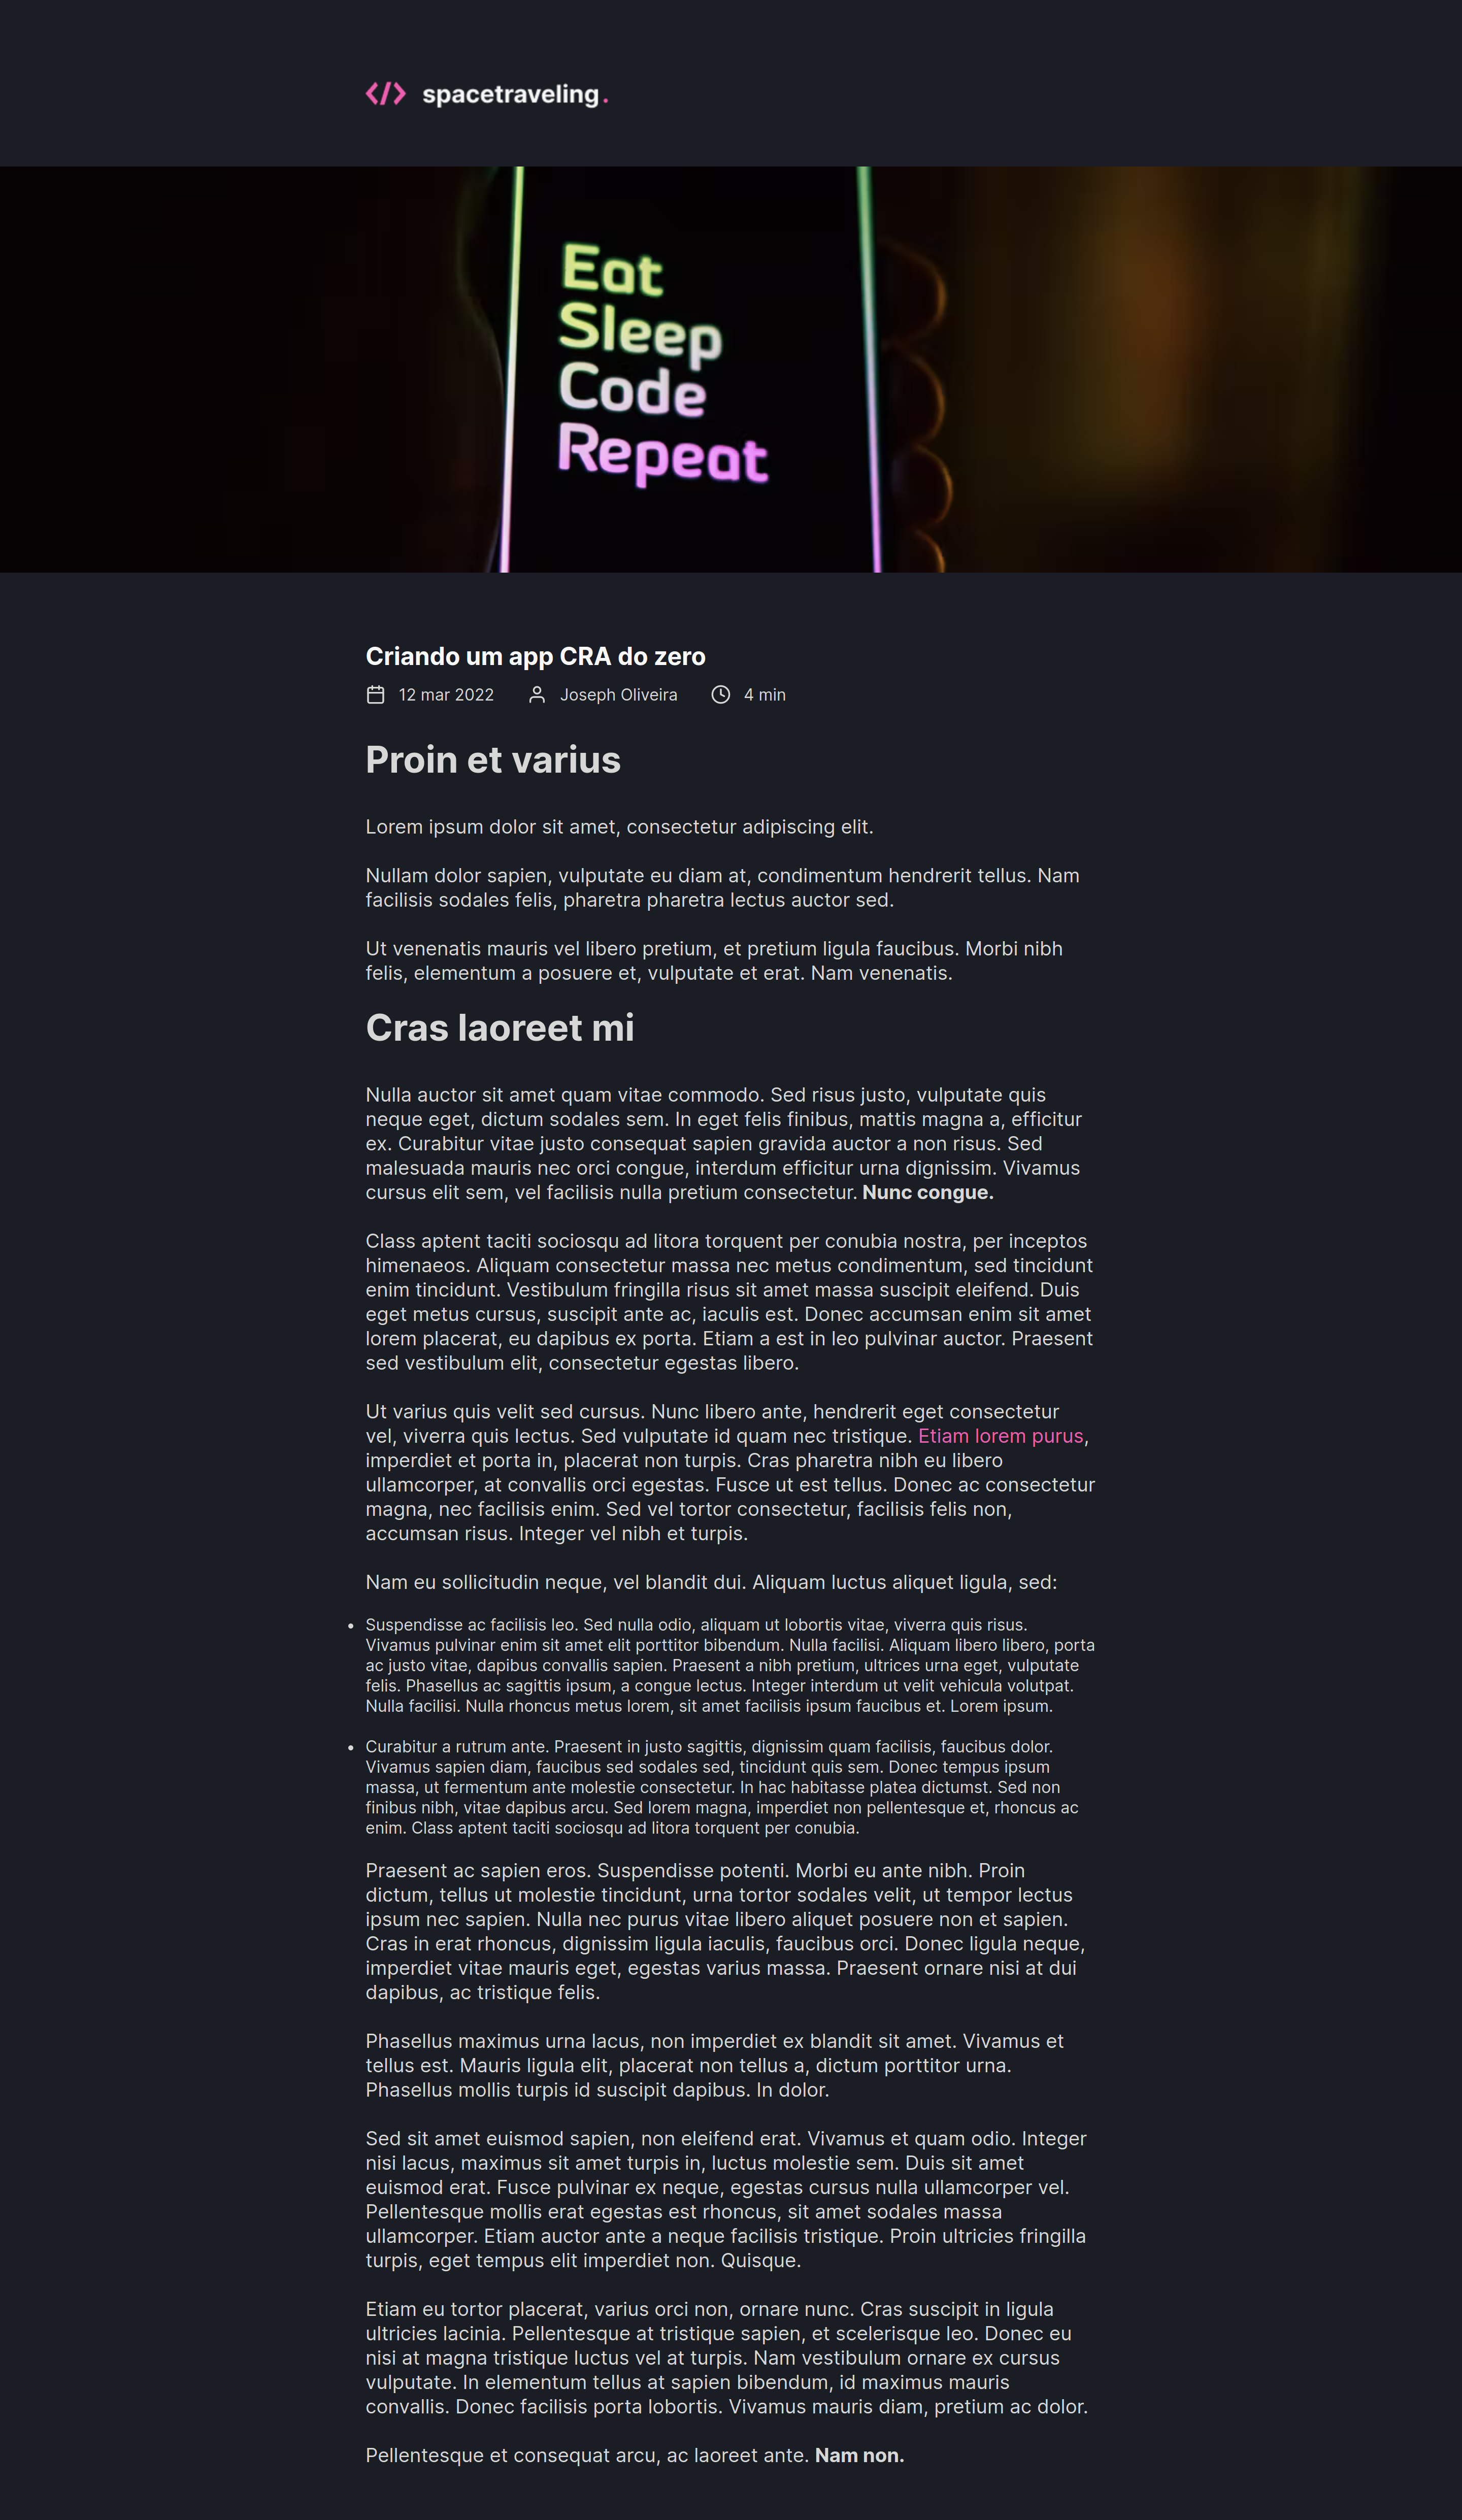 </> spacetraveling.
Eat
Sleep
Code
Repeat
Criando um app CRA do zero
12 mar 2022 Joseph Oliveira 4 min
Proin et varius
Lorem ipsum dolor sit amet, consectetur adipiscing elit.
Nullam dolor sapien, vulputate eu diam at, condimentum hendrerit tellus. Nam
facilisis sodales felis, pharetra pharetra lectus auctor sed.
Ut venenatis mauris vel libero pretium, et pretium ligula faucibus. Morbi nibh
felis, elementum a posuere et, vulputate et erat. Nam venenatis.
Cras laoreet mi
Nulla auctor sit amet quam vitae commodo. Sed risus justo, vulputate quis
neque eget, dictum sodales sem. In eget felis finibus, mattis magna a, efficitur
ex. Curabitur vitae justo consequat sapien gravida auctor a non risus. Sed
malesuada mauris nec orci congue, interdum efficitur urna dignissim. Vivamus
cursus elit sem, vel facilisis nulla pretium consectetur. Nunc congue.
Class aptent taciti sociosqu ad litora torquent per conubia nostra, per inceptos
himenaeos. Aliquam consectetur massa nec metus condimentum, sed tincidunt
enim tincidunt. Vestibulum fringilla risus sit amet massa suscipit eleifend. Duis
eget metus cursus, suscipit ante ac, iaculis est. Donec accumsan enim sit amet
lorem placerat, eu dapibus ex porta. Etiam a est in leo pulvinar auctor. Praesent
sed vestibulum elit, consectetur egestas libero.
Ut varius quis velit sed cursus. Nunc libero ante, hendrerit eget consectetur
vel, viverra quis lectus. Sed vulputate id quam nec tristique. Etiam lorem purus,
imperdiet et porta in, placerat non turpis. Cras pharetra nibh eu libero
ullamcorper, at convallis orci egestas. Fusce ut est tellus. Donec ac consectetur
magna, nec facilisis enim. Sed vel tortor consectetur, facilisis felis non,
accumsan risus. Integer vel nibh et turpis.
Nam eu sollicitudin neque, vel blandit dui. Aliquam luctus aliquet ligula, sed:
• Suspendisse ac facilisis leo. Sed nulla odio, aliquam ut lobortis vitae, viverra quis risus.
Vivamus pulvinar enim sit amet elit porttitor bibendum. Nulla facilisi. Aliquam libero libero, porta
ac justo vitae, dapibus convallis sapien. Praesent a nibh pretium, ultrices urna eget, vulputate
felis. Phasellus ac sagittis ipsum, a congue lectus. Integer interdum ut velit vehicula volutpat.
Nulla facilisi. Nulla rhoncus metus lorem, sit amet facilisis ipsum faucibus et. Lorem ipsum.
• Curabitur a rutrum ante. Praesent in justo sagittis, dignissim quam facilisis, faucibus dolor.
Vivamus sapien diam, faucibus sed sodales sed, tincidunt quis sem. Donec tempus ipsum
massa, ut fermentum ante molestie consectetur. In hac habitasse platea dictumst. Sed non
finibus nibh, vitae dapibus arcu. Sed lorem magna, imperdiet non pellentesque et, rhoncus ac
enim. Class aptent taciti sociosqu ad litora torquent per conubia.
Praesent ac sapien eros. Suspendisse potenti. Morbi eu ante nibh. Proin
dictum, tellus ut molestie tincidunt, urna tortor sodales velit, ut tempor lectus
ipsum nec sapien. Nulla nec purus vitae libero aliquet posuere non et sapien.
Cras in erat rhoncus, dignissim ligula iaculis, faucibus orci. Donec ligula neque,
imperdiet vitae mauris eget, egestas varius massa. Praesent ornare nisi at dui
dapibus, ac tristique felis.
Phasellus maximus urna lacus, non imperdiet ex blandit sit amet. Vivamus et
tellus est. Mauris ligula elit, placerat non tellus a, dictum porttitor urna.
Phasellus mollis turpis id suscipit dapibus. In dolor.
Sed sit amet euismod sapien, non eleifend erat. Vivamus et quam odio. Integer
nisi lacus, maximus sit amet turpis in, luctus molestie sem. Duis sit amet
euismod erat. Fusce pulvinar ex neque, egestas cursus nulla ullamcorper vel.
Pellentesque mollis erat egestas est rhoncus, sit amet sodales massa
ullamcorper. Etiam auctor ante a neque facilisis tristique. Proin ultricies fringilla
turpis, eget tempus elit imperdiet non. Quisque.
Etiam eu tortor placerat, varius orci non, ornare nunc. Cras suscipit in ligula
ultricies lacinia. Pellentesque at tristique sapien, et scelerisque leo. Donec eu
nisi at magna tristique luctus vel at turpis. Nam vestibulum ornare ex cursus
vulputate. In elementum tellus at sapien bibendum, id maximus mauris
convallis. Donec facilisis porta lobortis. Vivamus mauris diam, pretium ac dolor.
Pellentesque et consequat arcu, ac laoreet ante. Nam non.